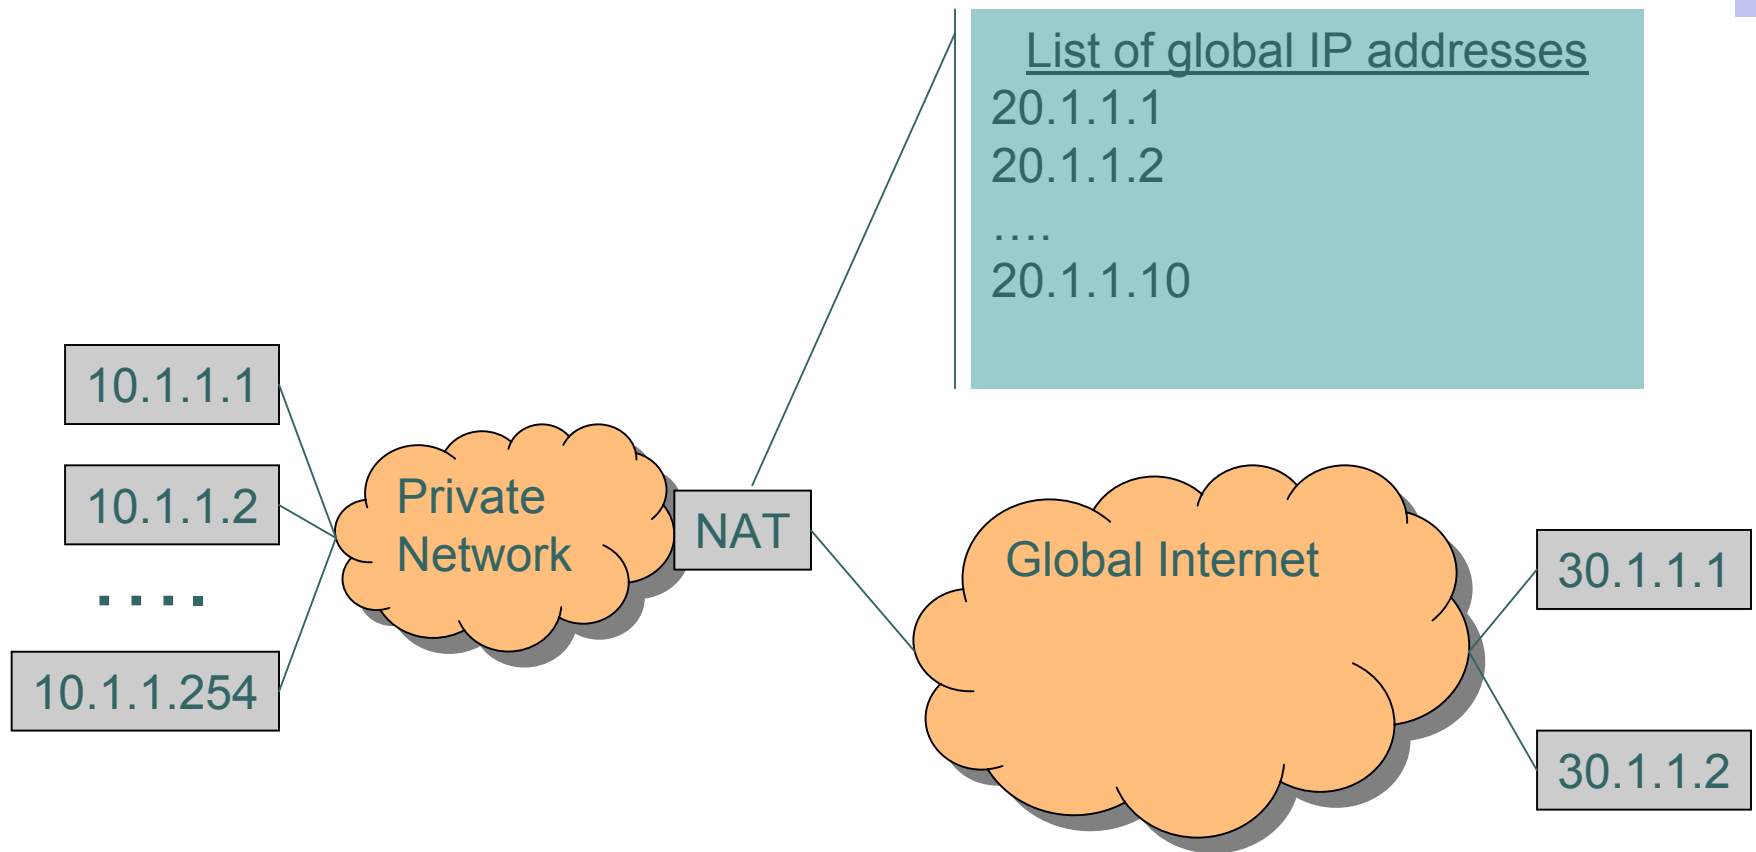 List of global IP addresses
20.1.1.1
20.1.1.2
….
20.1.1.10
10.1.1.1
10.1.1.2
....
10.1.1.254
Private
Network
NAT
Global Internet
30.1.1.1
30.1.1.2